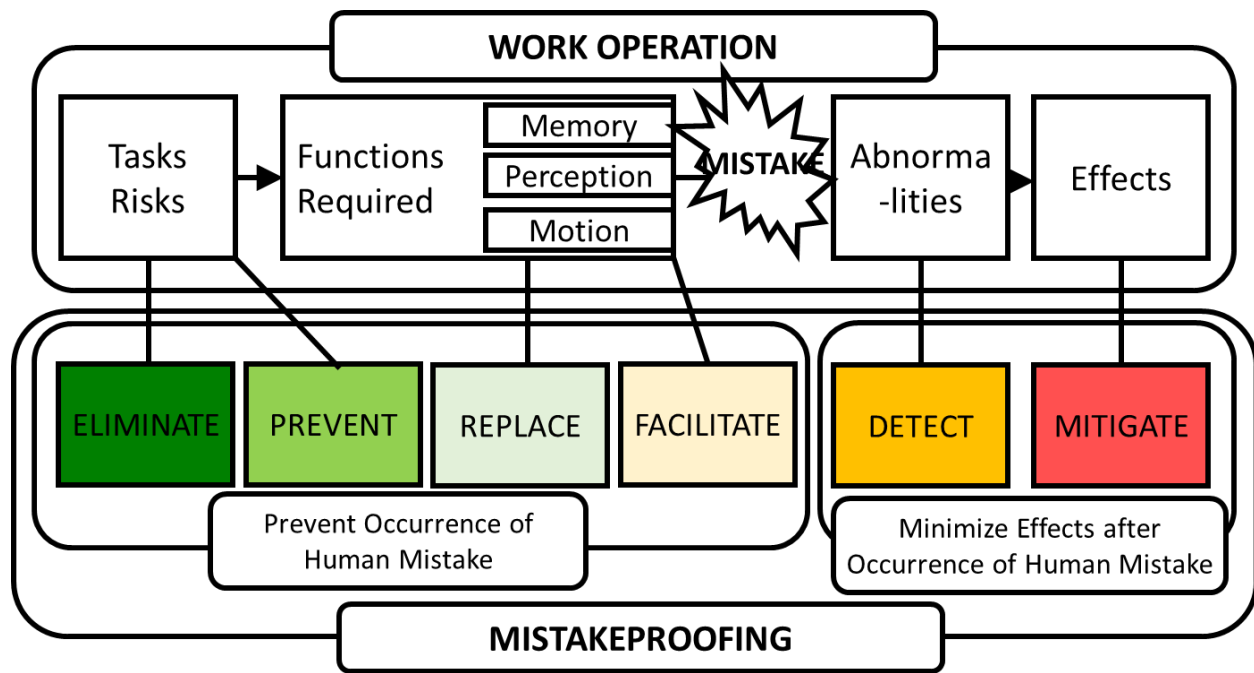 WORK OPERATION
Tasks
Risks
Functions
Required
Memory
Perception
Motion
MISTAKE
Abnorma
-lities
Effects
ELIMINATE
PREVENT
REPLACE
FACILITATE
DETECT
MITIGATE
Prevent Occurrence of
Human Mistake
Minimize Effects after
Occurrence of Human Mistake
MISTAKEPROOFING